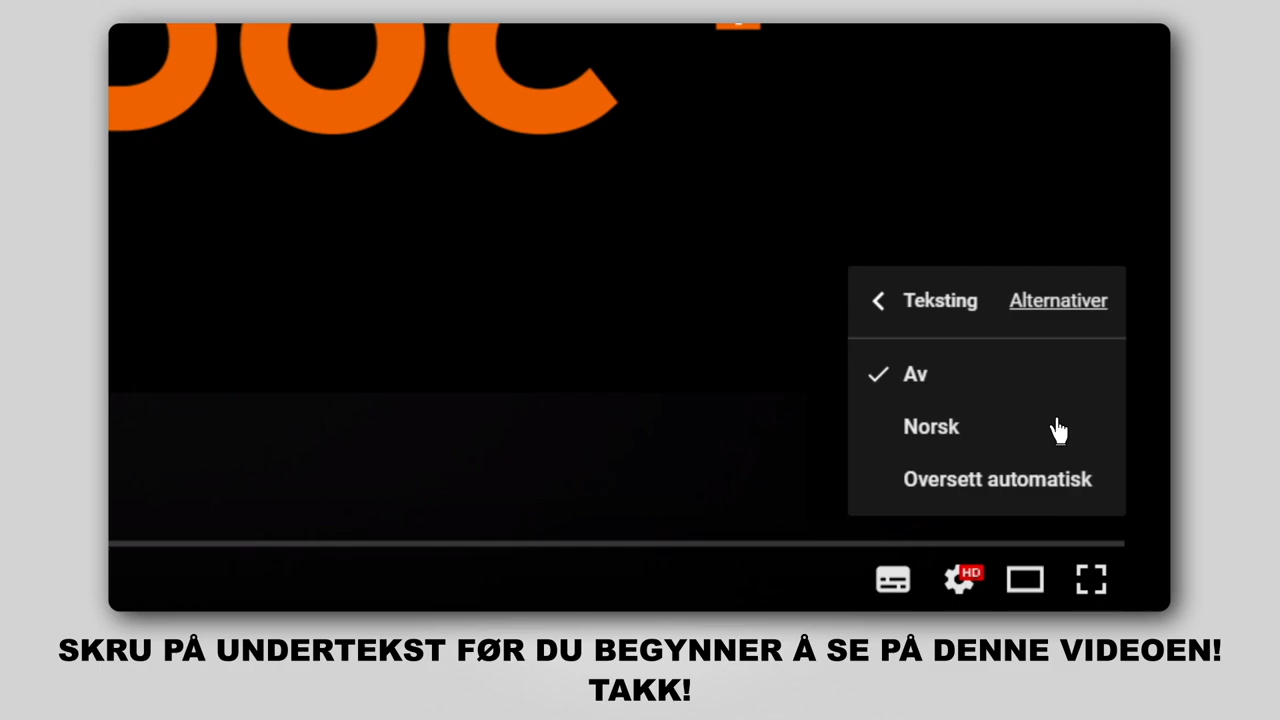 Teksting Alternativer
Av
Norsk
Oversett automatisk
HD
SKRU PÅ UNDERTEKST FØR DU BEGYNNER Å SE PÅ DENNE VIDEOEN!
TAKK!